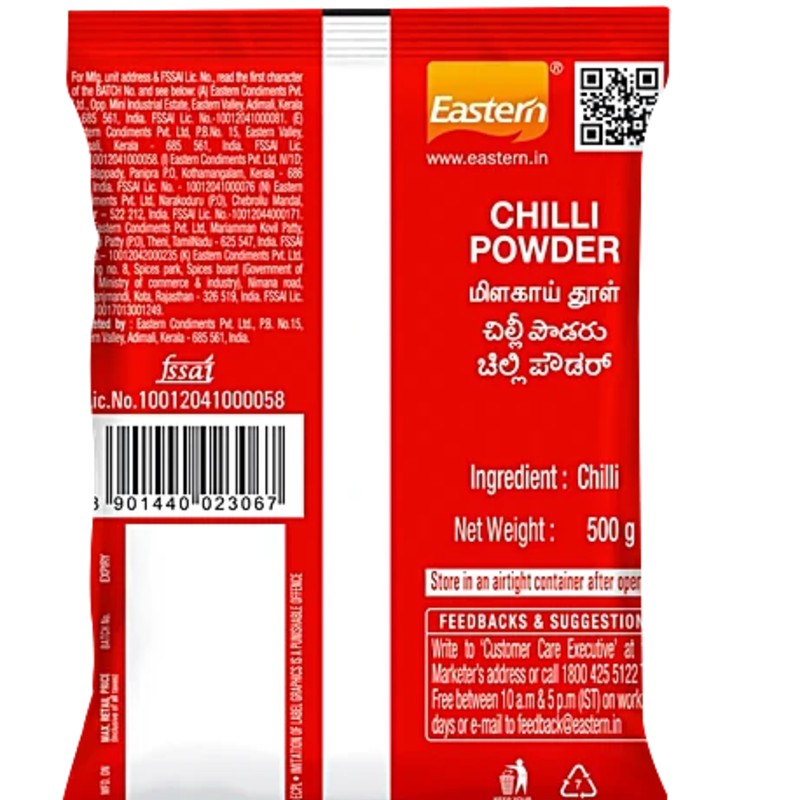 For Mfg. unit address & FSSAI Lic. No., read the first character
of the BATCH No. and see below: (A) Eastern Condiments Pvt.
Ltd., Opp. Mini Industrial Estate, Eastern Valley, Adimali, Kerala
685 561, India. FSSAI Lic. No.-10012041000081. (E)
Condiments Pvt. Ltd, P.B.No. 15, Eastern Valley,
Kerala - 685 561, India. FSSAI Lic.
10012041000058. (I) Eastern Condiments Pvt. Ltd, IV/1D;
Panipra P.O, Kothamangalam, Kerala - 686
India. FSSAI Lic. No. - 10012041000076 (N) Eastern
Pvt. Ltd, Narakoduru (P.O), Chebrollu Mandal,
- 522 212, India. FSSAI Lic. No.-10012044000171.
Condiments Pvt. Ltd, Mariamman Kovil Patty,
Patty (P.O), Theni, TamilNadu - 625 547, India. FSSAI
- 10012042000235 (K) Eastern Condiments Pvt. Ltd.
no. 8, Spices park, Spices board (Government of
Ministry of commerce & industry), Nimana road,
Kota, Rajasthan - 326 519, India. FSSAI Lic.
10017013001249.
by : Eastern Condiments Pvt. Ltd., P.B. No.15,
Valley, Adimali, Kerala - 685 561, India.
fssai
ic.No.10012041000058
8 901440 023067
EXPIRY
BATCH No.
MAX. RETAIL PRICE
(Inclusive of all taxes)
MFD. ON
ECPL • IMITATION OF LABEL GRAPHICS IS A PUNISHABLE OFFENCE
Eastern®
www.eastern.in
CHILLI
POWDER
மிளகாய் தூள்
చిల్లీ పౌడరు
ಚಿಲ್ಲಿ ಪೌಡರ್
Ingredient : Chilli
Net Weight : 500 g
Store in an airtight container after open
FEEDBACKS & SUGGESTION
Write to 'Customer Care Executive' at
Marketer's address or call 1800 425 5122
Free between 10 a.m & 5 p.m (IST) on work
days or e-mail to feedback@eastern.in
7